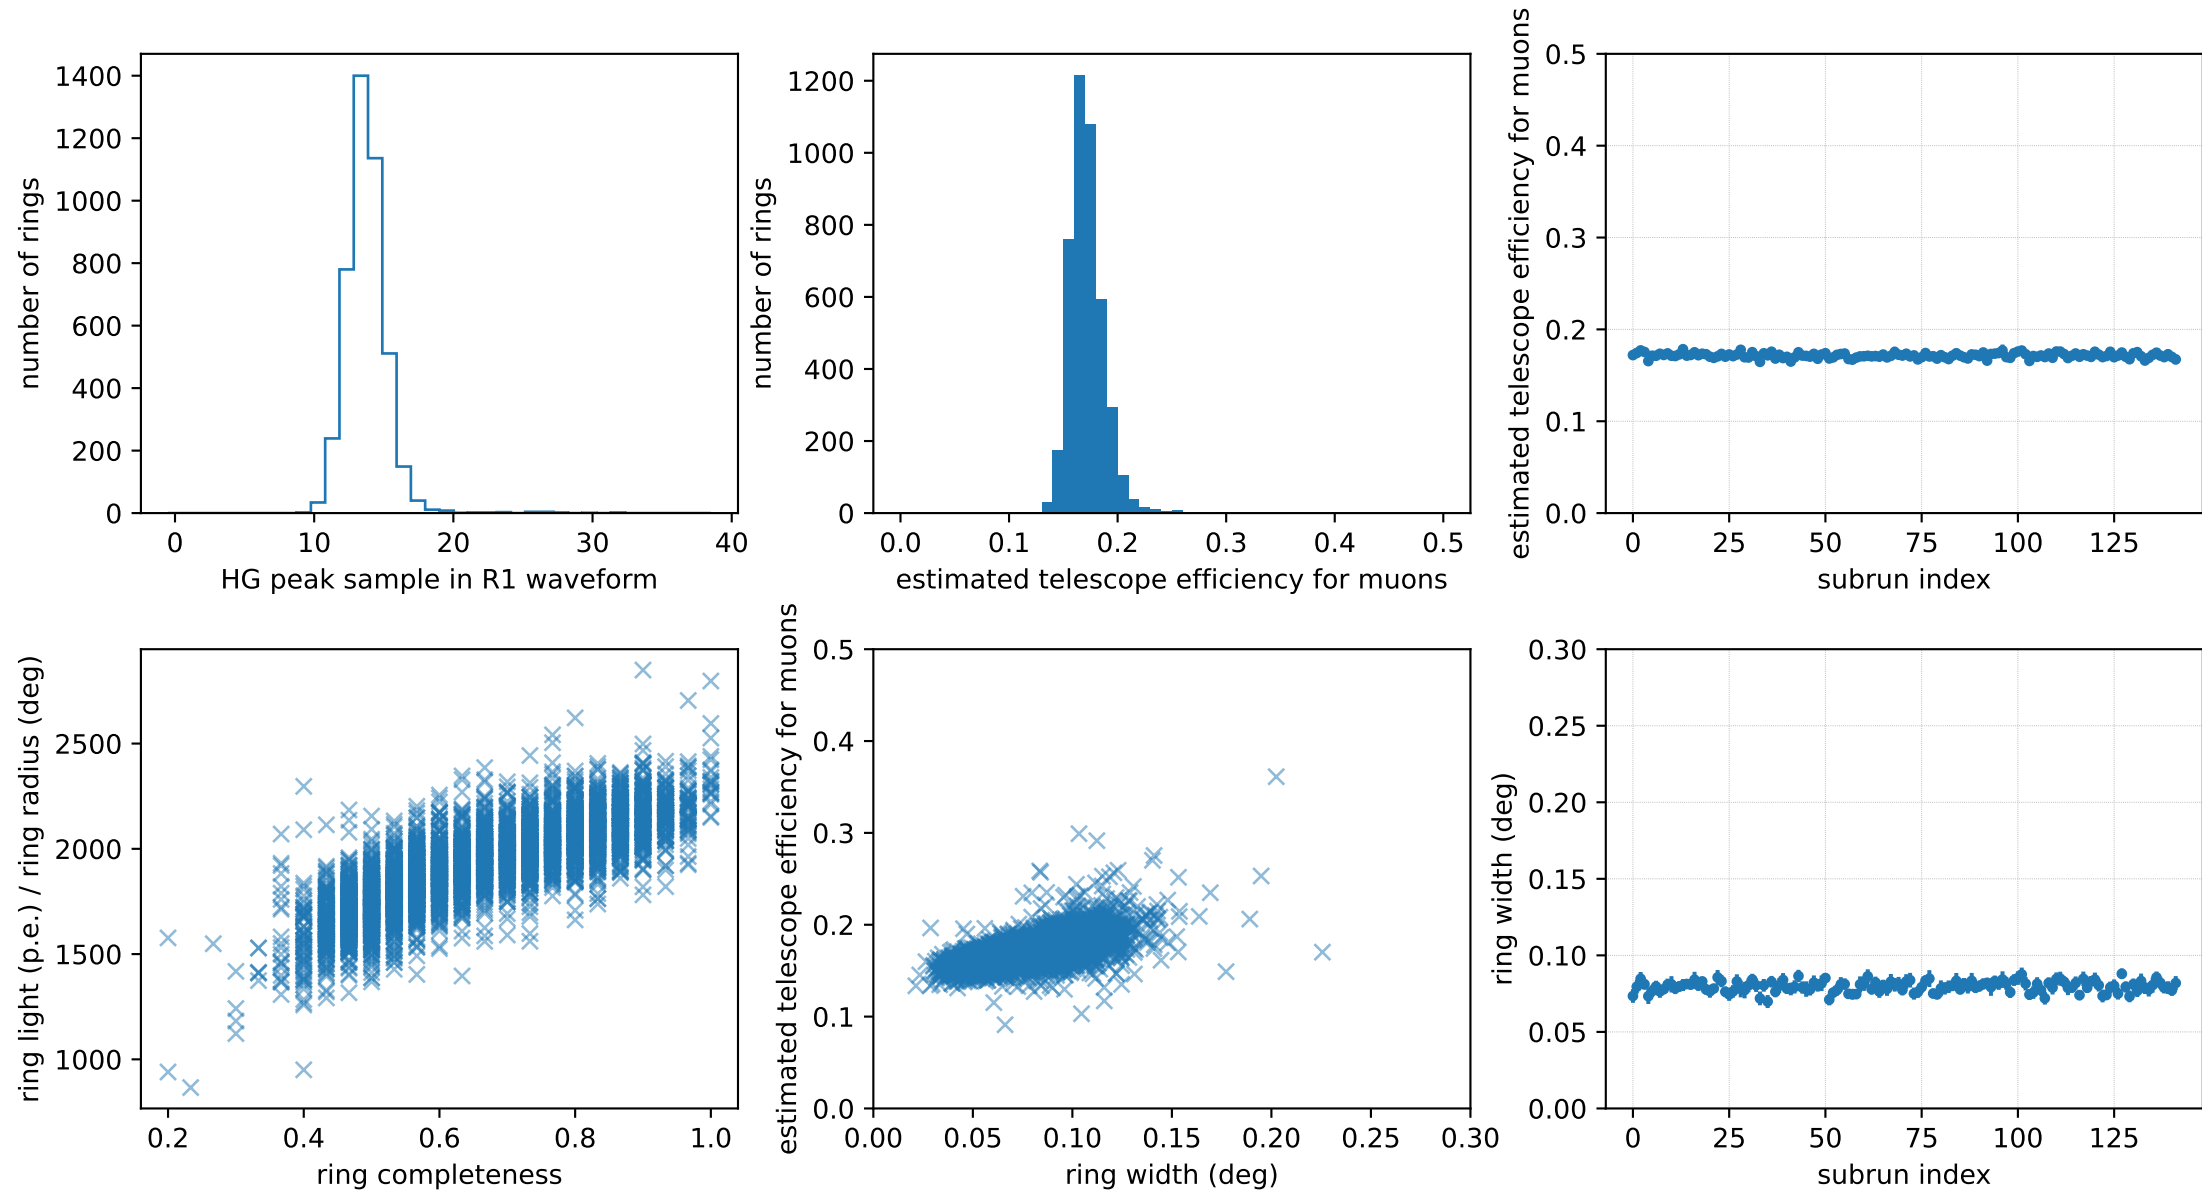 number of rings
1400
1200
1000
800
600
400
200
0
0 10 20 30 40
HG peak sample in R1 waveform
number of rings
1200
1000
800
600
400
200
0
0.0 0.1 0.2 0.3 0.4 0.5
estimated telescope efficiency for muons
estimated telescope efficiency for muons
0.5
0.4
0.3
0.2
0.1
0.0
0 25 50 75 100 125
subrun index
ring light (p.e.) / ring radius (deg)
2500
2000
1500
1000
0.2 0.4 0.6 0.8 1.0
ring completeness
estimated telescope efficiency for muons
0.5
0.4
0.3
0.2
0.1
0.0
0.00 0.05 0.10 0.15 0.20 0.25 0.30
ring width (deg)
ring width (deg)
0.30
0.25
0.20
0.15
0.10
0.05
0.00
0 25 50 75 100 125
subrun index